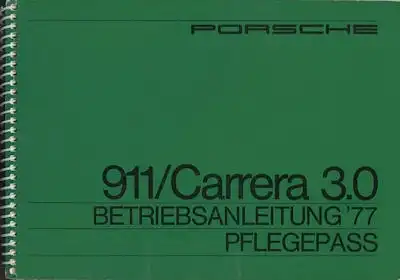 PORSCHE
911/Carrera 3.0
BETRIEBSANLEITUNG '77
PFLEGEPASS